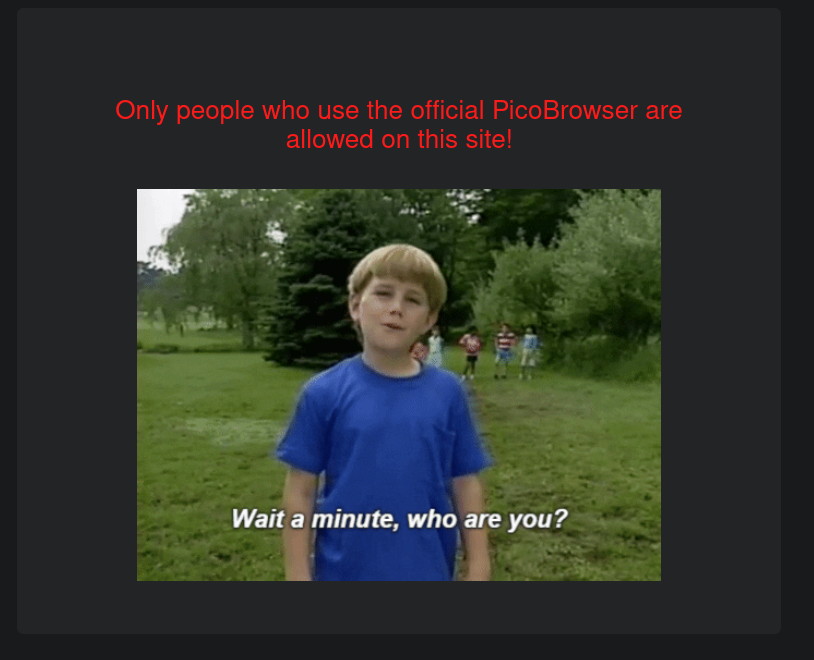 Only people who use the official PicoBrowser are
allowed on this site!
Wait a minute, who are you?